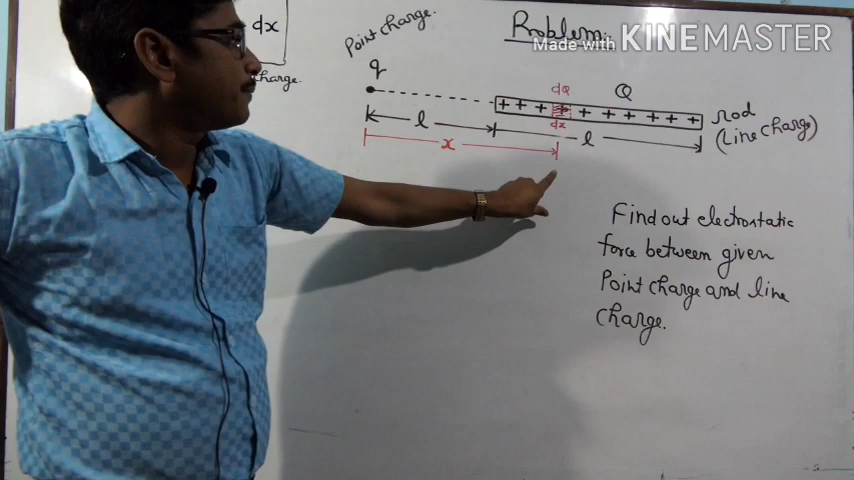 dx
charge.
Point charge.
q
Problem.
Made with KINEMASTER
dQ
Q
+ + + + + + + + + +
dx
rod
(Line charge)
l
l
x
Find out electrostatic
force between given
Point charge and line
charge.